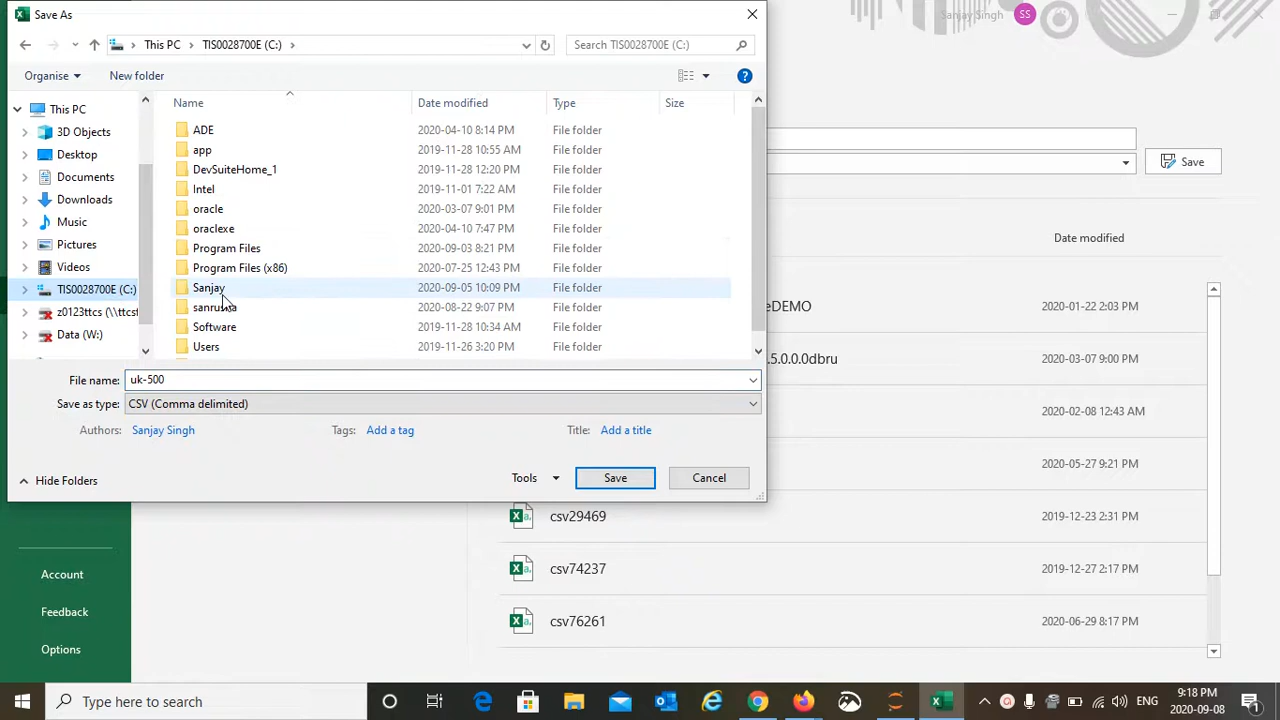 Save As
Sanjay Singh SS
This PC TIS0028700E (C:)
Search TIS0028700E (C:)
Organise New folder
This PC
3D Objects
Desktop
Documents
Downloads
Music
Pictures
Videos
TIS0028700E (C:)
z0123ttcs (\\ttcst
Data (W:)
Name Date modified Type Size
ADE 2020-04-10 8:14 PM File folder
app 2019-11-28 10:55 AM File folder
DevSuiteHome_1 2019-11-28 12:20 PM File folder
Intel 2019-11-01 7:22 AM File folder
oracle 2020-03-07 9:01 PM File folder
oraclexe 2020-04-10 7:47 PM File folder
Program Files 2020-09-03 8:21 PM File folder
Program Files (x86) 2020-07-25 12:43 PM File folder
Sanjay 2020-09-05 10:09 PM File folder
2020-08-22 9:07 PM File folder
Software 2019-11-28 10:34 AM File folder
Users 2019-11-26 3:20 PM File folder
File name: uk-500
Save as type: CSV (Comma delimited)
Authors: Sanjay Singh Tags: Add a tag Title: Add a title
Hide Folders
Tools Save Cancel
Save
Date modified
eDEMO 2020-01-22 2:03 PM
.5.0.0.0dbru 2020-03-07 9:00 PM
2020-02-08 12:43 AM
2020-05-27 9:21 PM
csv29469 2019-12-23 2:31 PM
csv74237 2019-12-27 2:17 PM
csv76261 2020-06-29 8:17 PM
Account
Feedback
Options
Type here to search
ENG
9:18 PM
2020-09-08
1